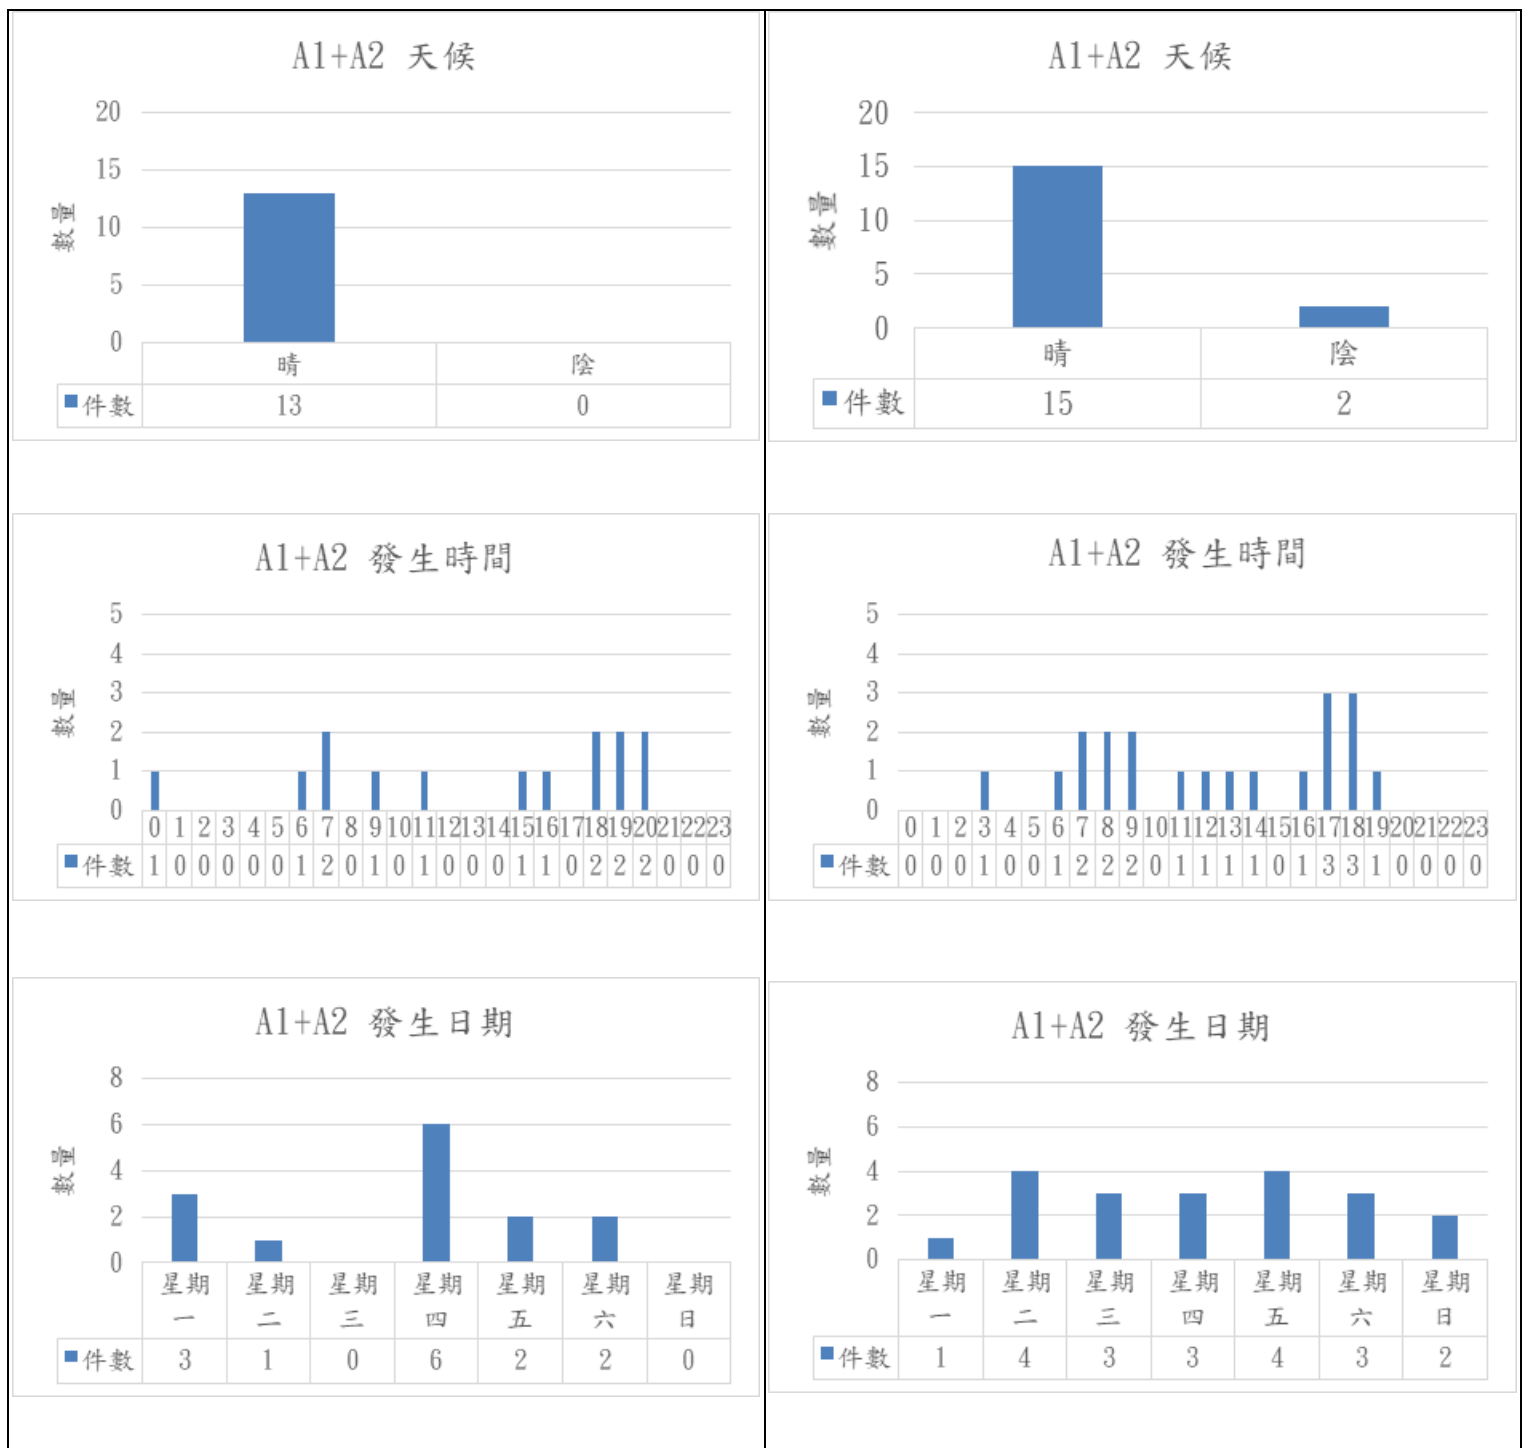 A1+A2 天候
20
15
10
5
0
數量
晴 陰
件數 13 0
A1+A2 發生時間
5
4
3
2
1
0
數量
0 1 2 3 4 5 6 7 8 9 10 11 12 13 14 15 16 17 18 19 20 21 22 23
件數 1 0 0 0 0 0 1 2 0 1 0 1 0 0 0 1 1 0 2 2 2 0 0 0
A1+A2 發生日期
8
6
4
2
0
數量
星期一 星期二 星期三 星期四 星期五 星期六 星期日
件數 3 1 0 6 2 2 0
A1+A2 天候
20
15
10
5
0
數量
晴 陰
件數 15 2
A1+A2 發生時間
5
4
3
2
1
0
數量
0 1 2 3 4 5 6 7 8 9 10 11 12 13 14 15 16 17 18 19 20 21 22 23
件數 0 0 0 1 0 0 1 2 2 2 0 1 1 1 1 0 1 3 3 1 0 0 0 0
A1+A2 發生日期
8
6
4
2
0
數量
星期一 星期二 星期三 星期四 星期五 星期六 星期日
件數 1 4 3 3 4 3 2